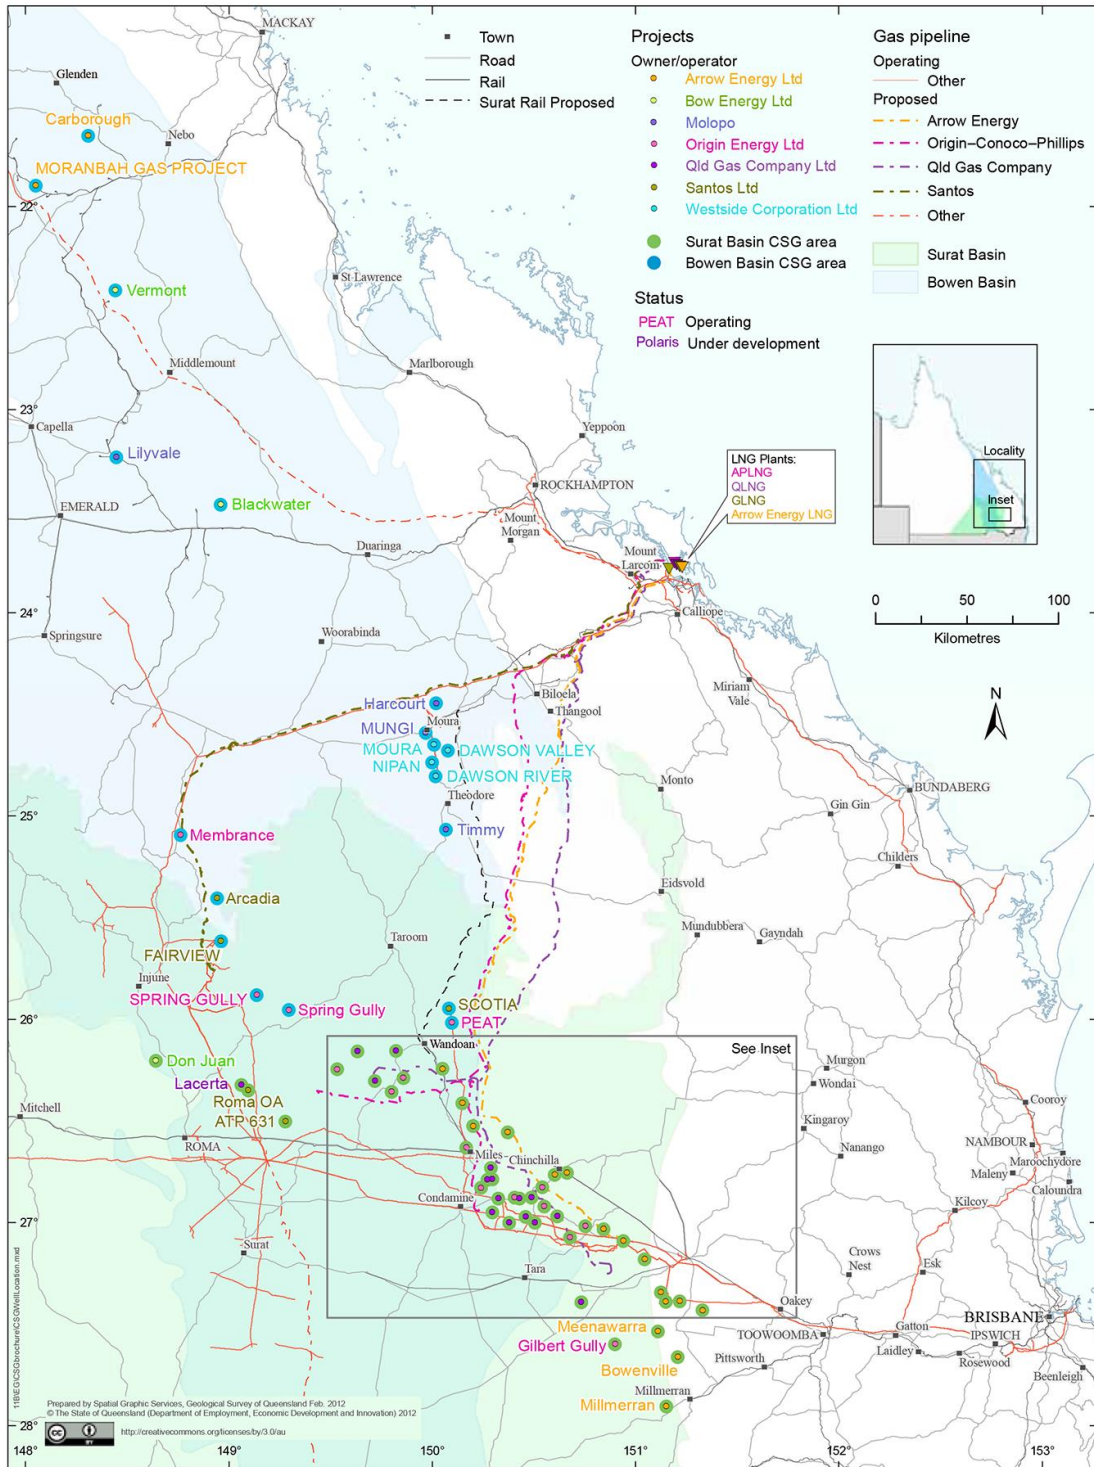 Town
Road
Rail
Surat Rail Proposed
Projects
Owner/operator
Arrow Energy Ltd
Bow Energy Ltd
Molopo
Origin Energy Ltd
Qld Gas Company Ltd
Santos Ltd
Westside Corporation Ltd
Surat Basin CSG area
Bowen Basin CSG area
Status
PEAT Operating
Polaris Under development
Gas pipeline
Operating
Other
Proposed
Arrow Energy
Origin–Conoco–Phillips
Qld Gas Company
Santos
Other
Surat Basin
Bowen Basin
Locality
Inset
0 50 100
Kilometres
N
LNG Plants:
APLNG
QLNG
GLNG
Arrow Energy LNG
MACKAY
Glenden
Carborough
Nebo
MORANBAH GAS PROJECT
22°
St Lawrence
Vermont
Middlemount
Marlborough
23°
Capella
Yeppoon
Lilyvale
ROCKHAMPTON
Blackwater
EMERALD
Mount
Morgan
Duaringa
Mount
Larcom
24°
Calliope
Springsure
Woorabinda
Miriam
Vale
Biloela
Harcourt
Thangool
Moura
MUNGI
MOURA
DAWSON VALLEY
NIPAN
DAWSON RIVER
Monto
BUNDABERG
Theodore
Gin Gin
25°
Timmy
Membrance
Childers
Eidsvold
Arcadia
Mundubbera
Gayndah
Taroom
FAIRVIEW
Injune
SPRING GULLY
Spring Gully
SCOTIA
26°
PEAT
Wandoan
See Inset
Don Juan
Murgon
Lacerta
Wondai
Roma OA
ATP 631
Cooroy
Mitchell
Kingaroy
ROMA
Nanango
NAMBOUR
Miles
Chinchilla
Maroochydore
Maleny
Caloundra
Condamine
Kilcoy
27°
Surat
Crows
Nest
Esk
Tara
Oakey
BRISBANE
Meenawarra
TOOWOOMBA
Gatton
IPSWICH
Gilbert Gully
Laidley
Rosewood
Pittsworth
Bowenville
Beenleigh
Millmerran
Millmerran
28°
148° 149° 150° 151° 152° 153°
Prepared by Spatial Graphic Services, Geological Survey of Queensland Feb. 2012
© The State of Queensland (Department of Employment, Economic Development and Innovation) 2012
cc BY
http://creativecommons.org/licenses/by/3.0/au